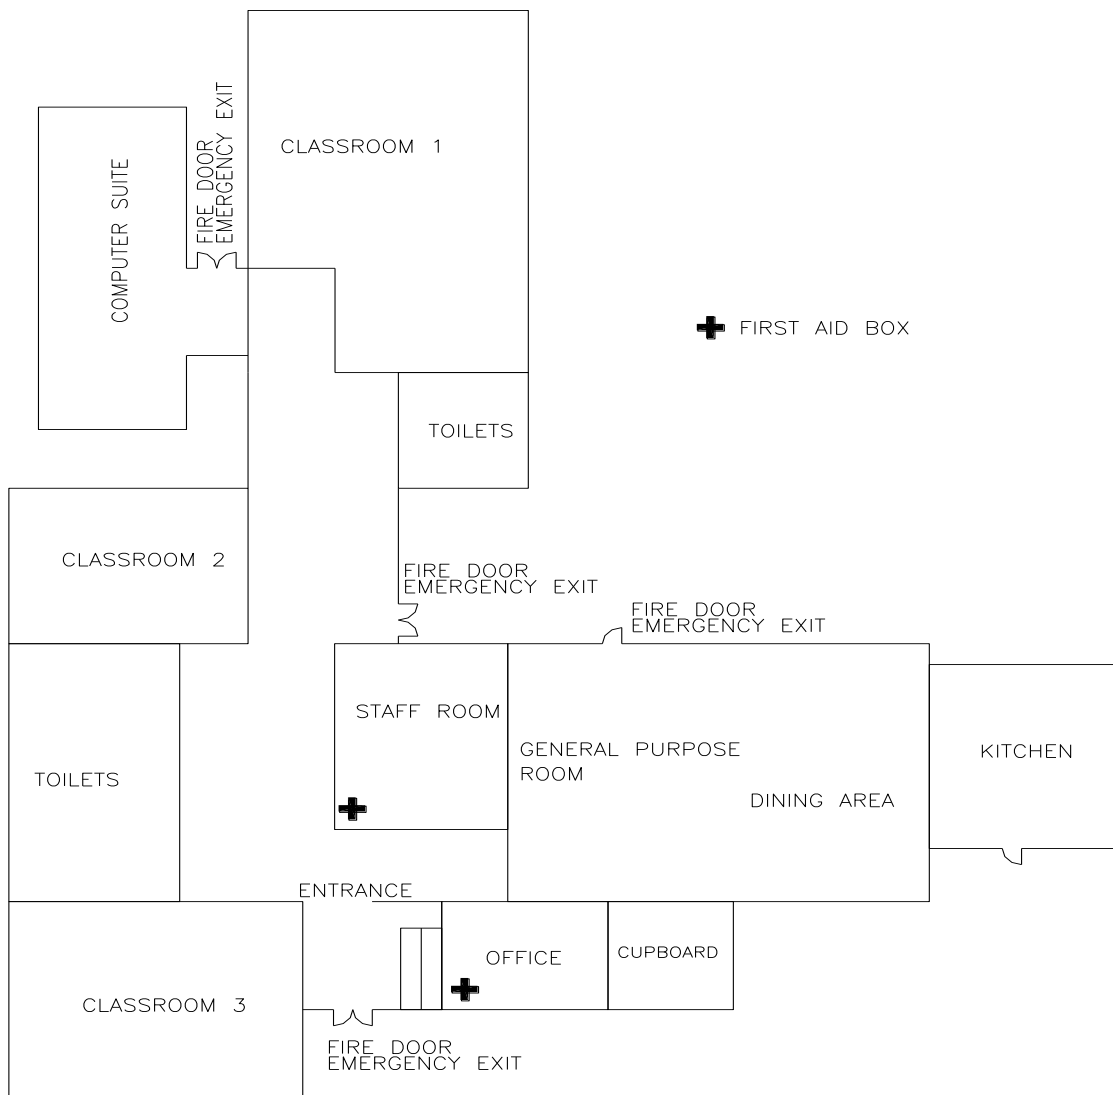 CLASSROOM 1
FIRE DOOR
EMERGENCY EXIT
COMPUTER SUITE
FIRST AID BOX
TOILETS
CLASSROOM 2
FIRE DOOR
EMERGENCY EXIT
FIRE DOOR
EMERGENCY EXIT
STAFF ROOM
GENERAL PURPOSE
ROOM
KITCHEN
TOILETS
DINING AREA
ENTRANCE
OFFICE
CUPBOARD
CLASSROOM 3
FIRE DOOR
EMERGENCY EXIT